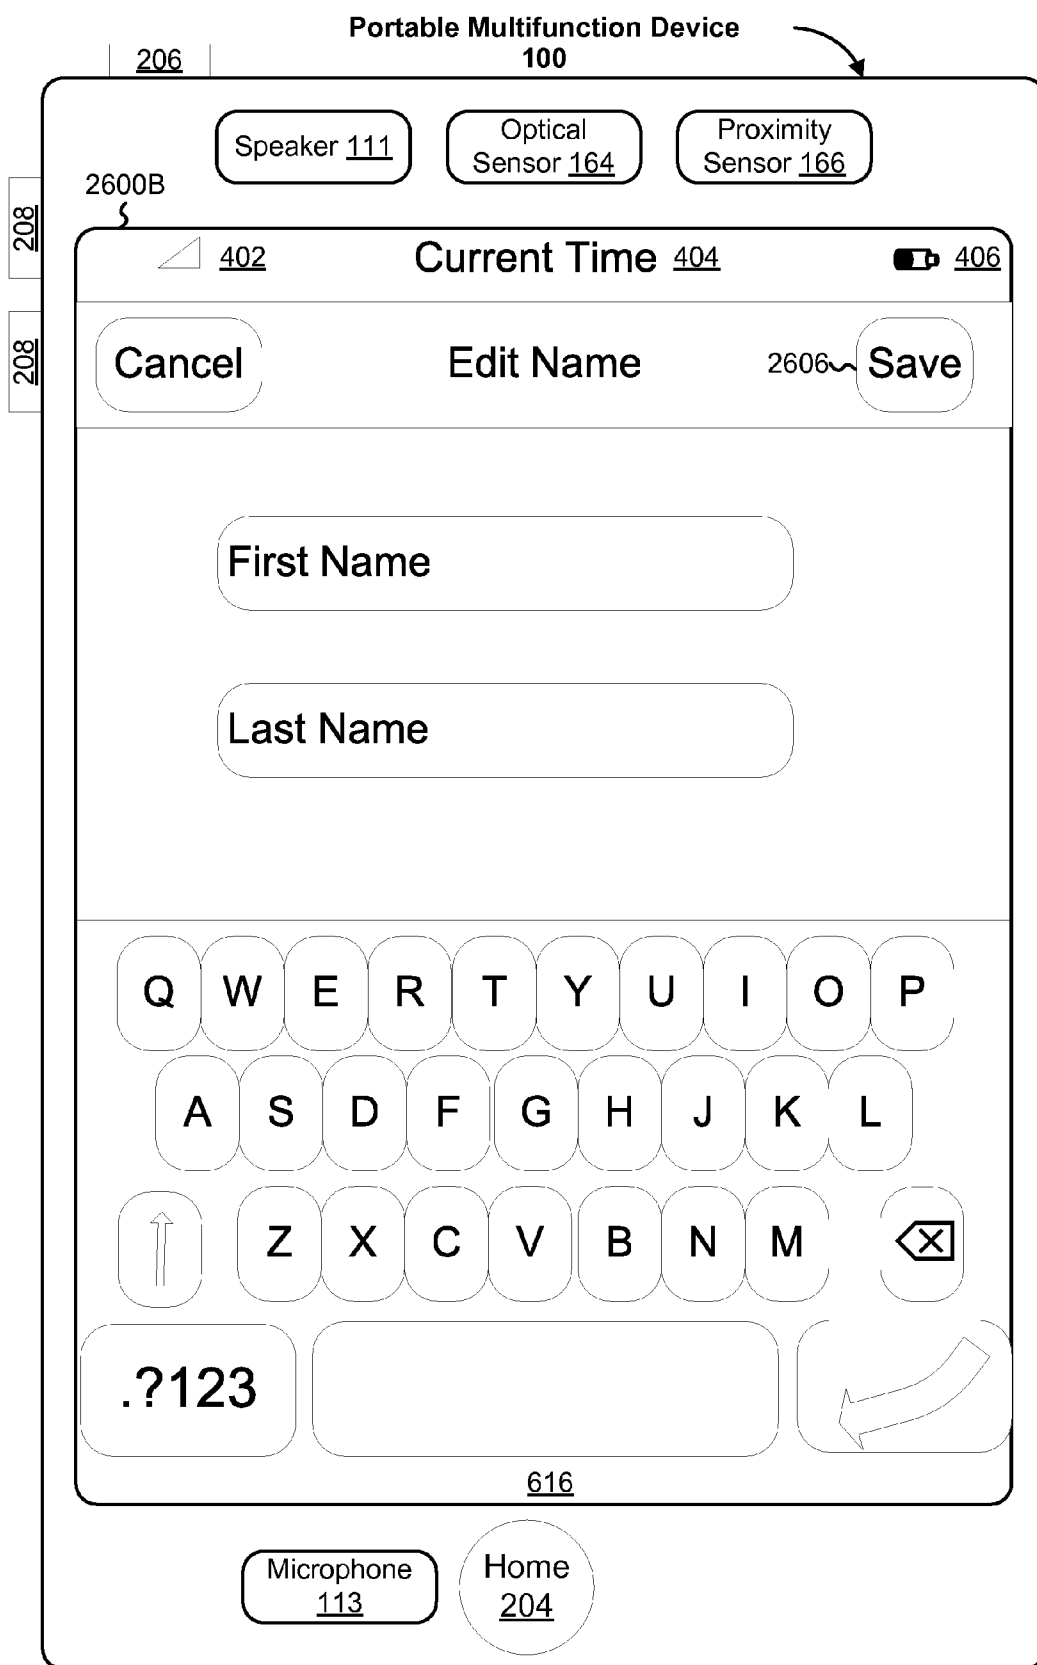 Portable Multifunction Device
100
206
Speaker 111
Optical
Sensor 164
Proximity
Sensor 166
2600B
208
402
Current Time 404
406
208
Cancel
Edit Name
2606
Save
First Name
Last Name
Q W E R T Y U I O P
A S D F G H J K L
Z X C V B N M
.?123
616
Microphone
113
Home
204